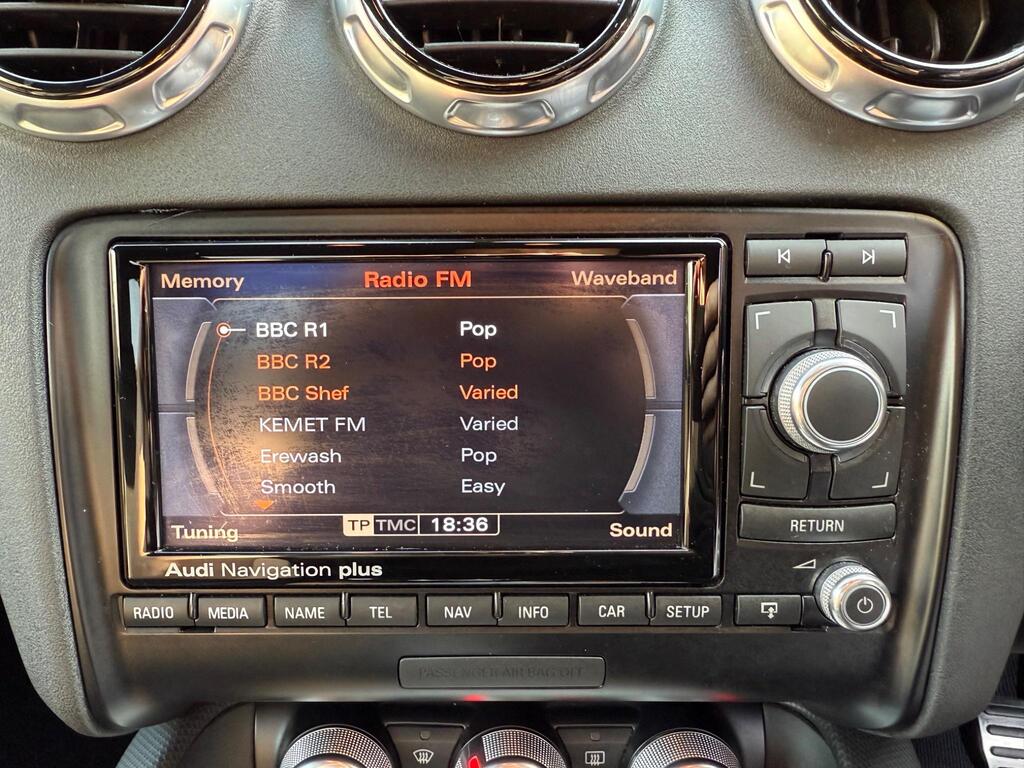 Memory Radio FM Waveband
BBC R1 Pop
BBC R2 Pop
BBC Shef Varied
KEMET FM Varied
Erewash Pop
Smooth Easy
Tuning TP TMC 18:36 Sound
Audi Navigation plus
RETURN
RADIO MEDIA NAME TEL NAV INFO CAR SETUP
PASSENGER AIR BAG OFF